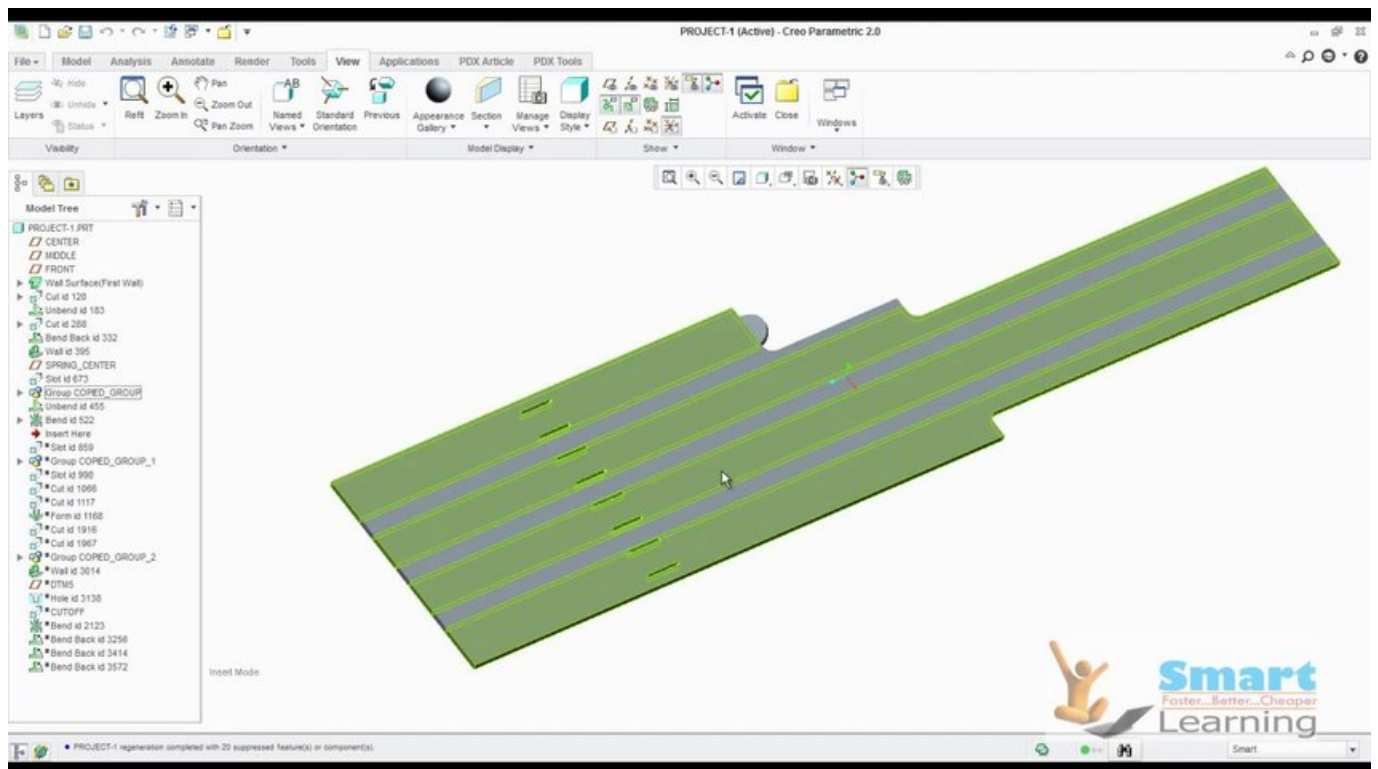 PROJECT-1 (Active) - Creo Parametric 2.0
File Model Analysis Annotate Render Tools View Applications PDX Article PDX Tools
Hide
Unhide
Status
Layers
Refit
Zoom In
Pan
Zoom Out
Pan Zoom
Named Views
Standard Orientation
Previous
Appearance Gallery
Section
Manage Views
Display Style
Activate
Close
Windows
Visibility
Orientation
Model Display
Show
Window
Model Tree
PROJECT-1.PRT
CENTER
MIDDLE
FRONT
Wall Surface(First Wall)
Cut id 120
Unbend id 183
Cut id 288
Bend Back id 332
Wall id 395
SPRING_CENTER
Slot id 673
Group COPIED_GROUP
Unbend id 455
Bend id 522
Insert Here
Slot id 859
Group COPIED_GROUP_1
Slot id 998
Cut id 1066
Cut id 1117
Form id 1168
Cut id 1916
Cut id 1967
Group COPIED_GROUP_2
Wall id 3014
DTM5
Hole id 3138
CUTOFF
Bend id 2123
Bend Back id 3256
Bend Back id 3414
Bend Back id 3572
Insert Mode
Smart
Faster...Better...Cheaper
Learning
PROJECT-1 regeneration completed with 20 suppressed feature(s) or component(s).
Smart